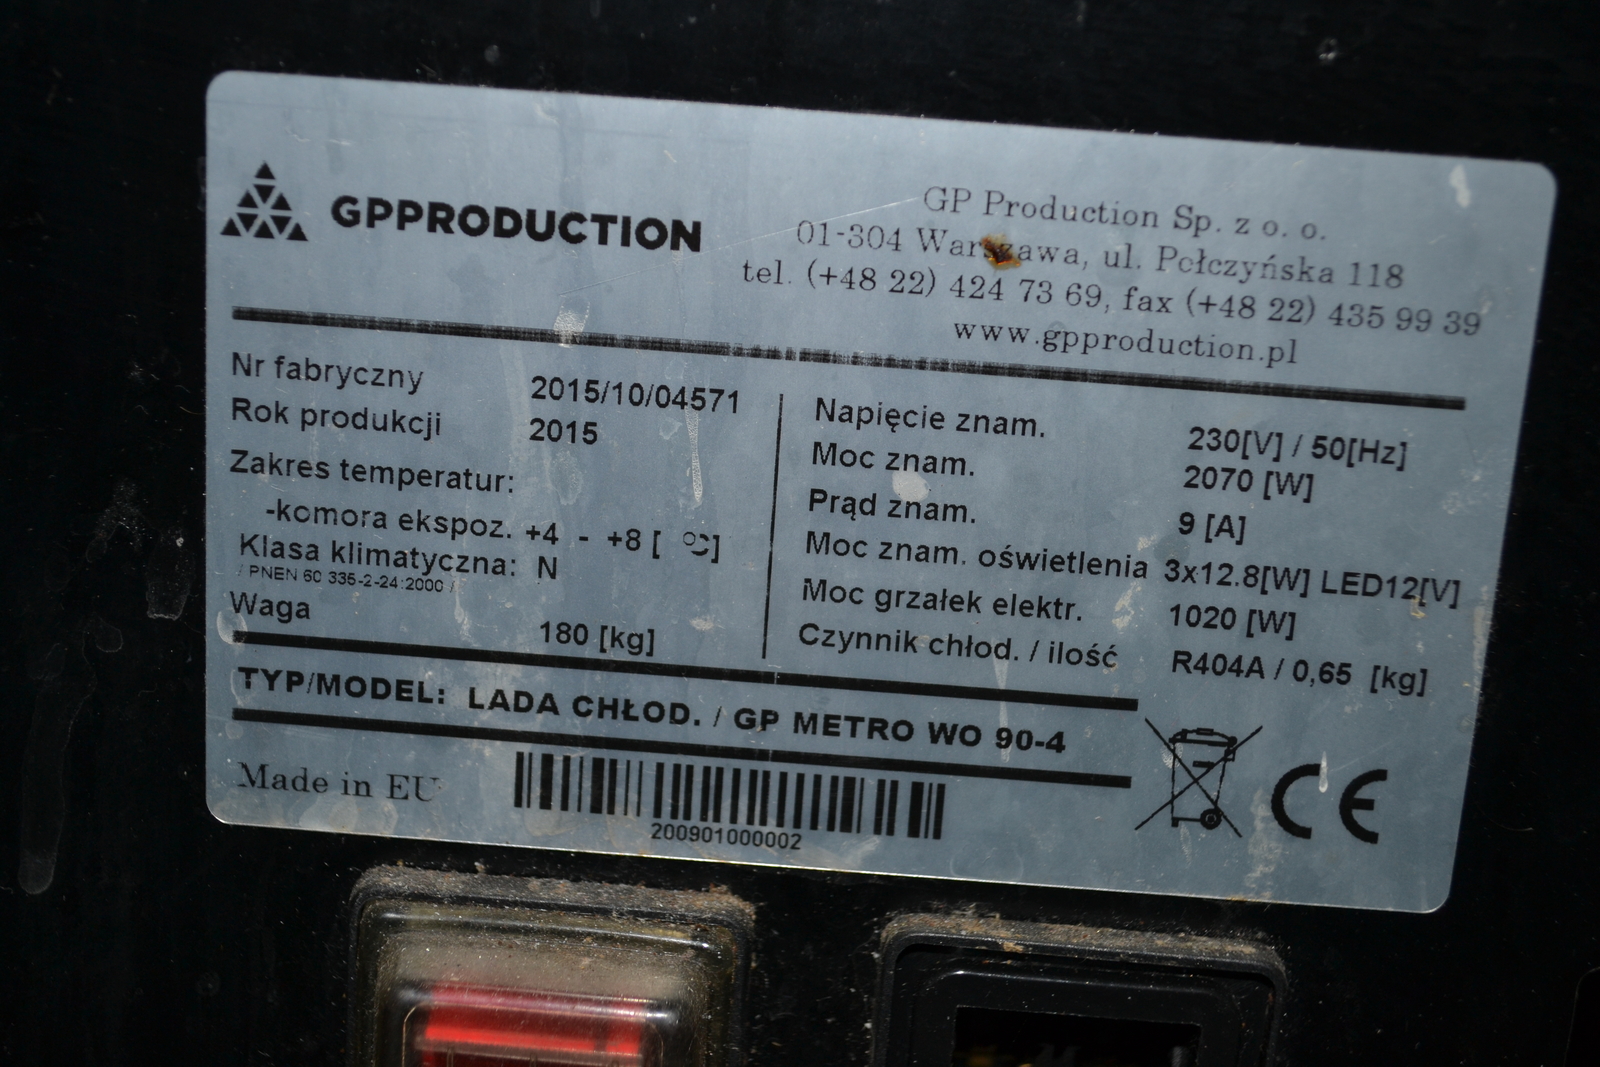 GPPRODUCTION
GP Production Sp. z o. o.
01-304 Warszawa, ul. Połczyńska 118
tel. (+48 22) 424 73 69, fax (+48 22) 435 99 39
www.gpproduction.pl
Nr fabryczny 2015/10/04571
Rok produkcji 2015
Zakres temperatur:
-komora ekspoz. +4 - +8 [ °C]
Klasa klimatyczna: N
/ PNEN 60 335-2-24:2000 /
Waga 180 [kg]
Napięcie znam. 230[V] / 50[Hz]
Moc znam. 2070 [W]
Prąd znam. 9 [A]
Moc znam. oświetlenia 3x12.8[W] LED12[V]
Moc grzałek elektr. 1020 [W]
Czynnik chłod. / ilość R404A / 0,65 [kg]
TYP/MODEL: LADA CHŁOD. / GP METRO WO 90-4
Made in EU
200901000002
7
CE